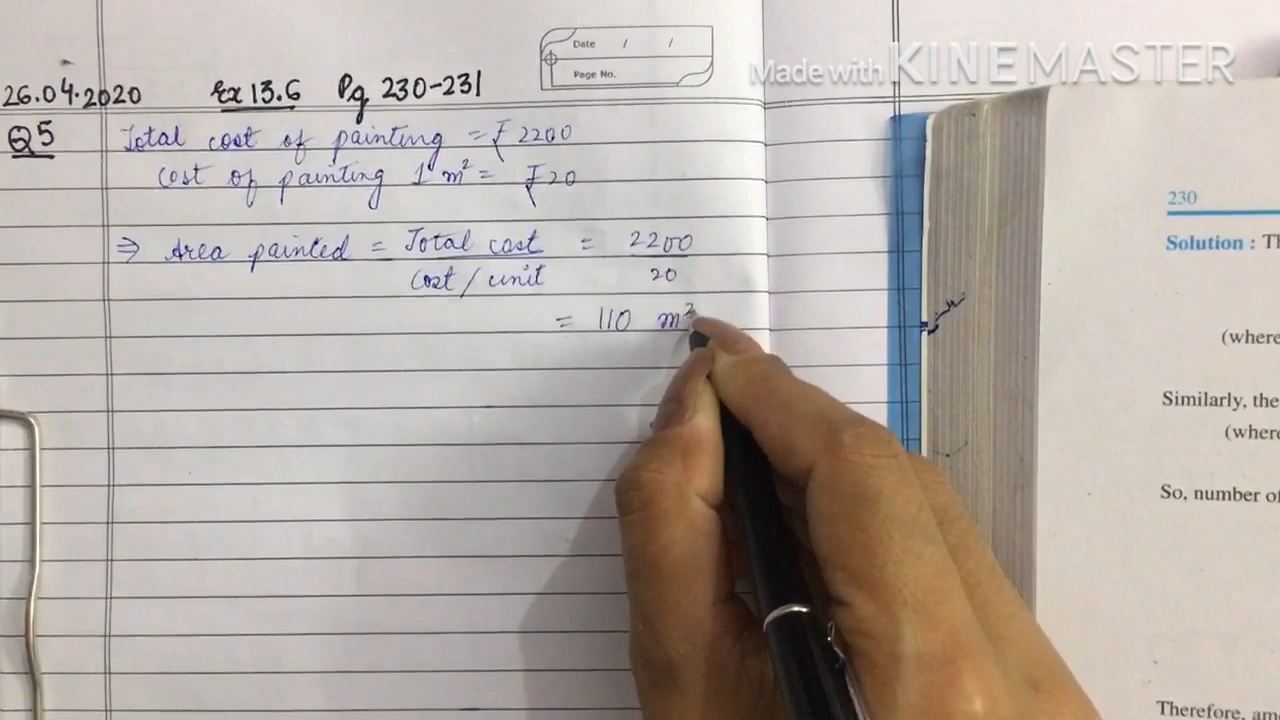 Made with KINEMASTER
Date / /
Page No.
26.04.2020 Ex 13.6 Pg 230-231
Q5 Total cost of painting = ₹ 2200
Cost of painting 1 m² = ₹ 20
⇒ Area painted = Total cost / Cost / unit = 2200 / 20
= 110 m²
230
Solution : Th
(where
Similarly, the
(where
So, number of
Therefore, am